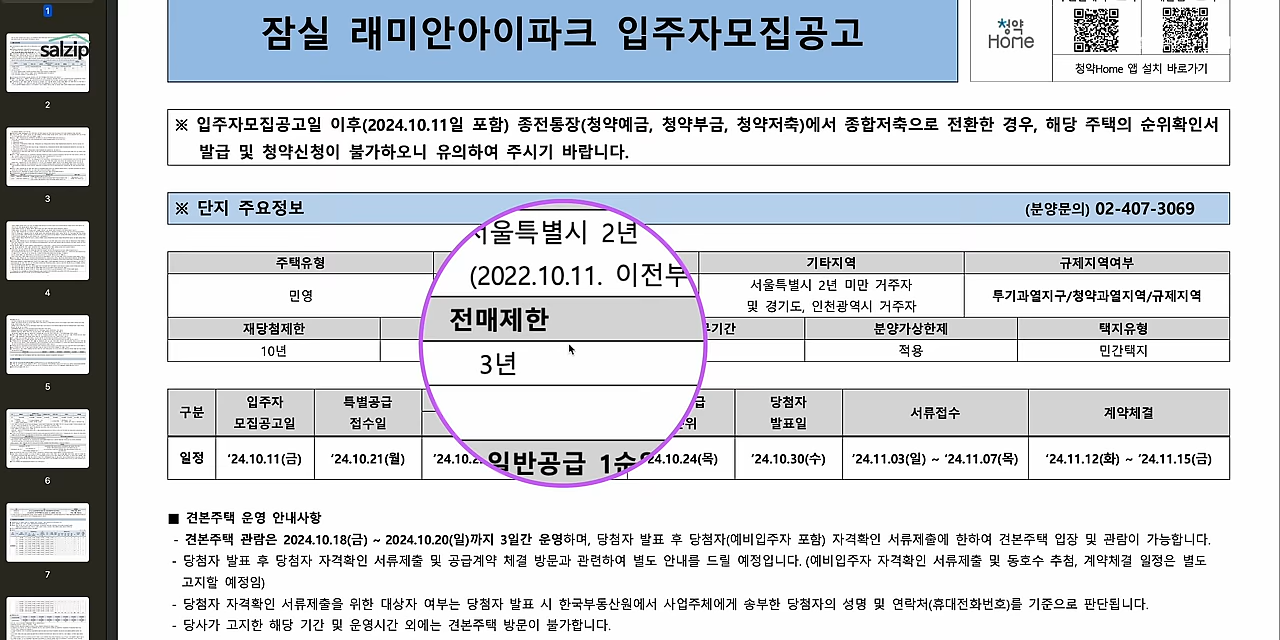 1
salzip
2
3
4
5
6
7
잠실 래미안아이파크 입주자모집공고
청약
Home
청약Home 앱 설치 바로가기
※ 입주자모집공고일 이후(2024.10.11일 포함) 종전통장(청약예금, 청약부금, 청약저축)에서 종합저축으로 전환한 경우, 해당 주택의 순위확인서
발급 및 청약신청이 불가하오니 유의하여 주시기 바랍니다.
※ 단지 주요정보 (분양문의) 02-407-3069
주택유형 기타지역 규제지역여부
민영 서울특별시 2년 미만 거주자 투기과열지구/청약과열지역/규제지역
및 경기도, 인천광역시 거주자
재당첨제한 분양가상한제 택지유형
10년 적용 민간택지
서울특별시 2년
(2022.10.11. 이전부
전매제한
3년
일반공급 1순
구분 입주자 특별공급 당첨자 서류접수 계약체결
모집공고일 접수일 발표일
일정 ‘24.10.11(금) ‘24.10.21(월) 24.10.24(목) ‘24.10.30(수) ‘24.11.03(일) ~ ‘24.11.07(목) ‘24.11.12(화) ~ ‘24.11.15(금)
■ 견본주택 운영 안내사항
- 견본주택 관람은 2024.10.18(금) ~ 2024.10.20(일)까지 3일간 운영하며, 당첨자 발표 후 당첨자(예비입주자 포함) 자격확인 서류제출에 한하여 견본주택 입장 및 관람이 가능합니다.
- 당첨자 발표 후 당첨자 자격확인 서류제출 및 공급계약 체결 방문과 관련하여 별도 안내를 드릴 예정입니다. (예비입주자 자격확인 서류제출 및 동호수 추첨, 계약체결 일정은 별도
고지할 예정임)
- 당첨자 자격확인 서류제출을 위한 대상자 여부는 당첨자 발표 시 한국부동산원에서 사업주체에게 송부한 당첨자의 성명 및 연락처(휴대전화번호)를 기준으로 판단됩니다.
- 별도 고지한 해당 기간 및 운영시간 외에는 견본주택 방문이 불가합니다.